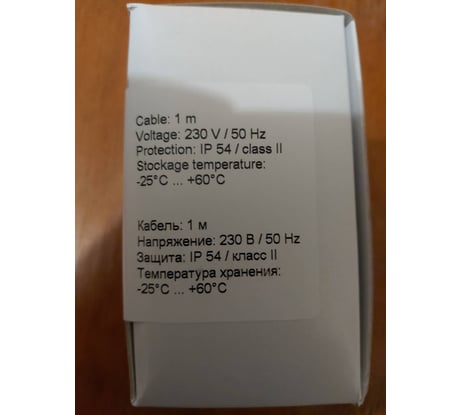 Cable: 1 m
Voltage: 230 V / 50 Hz
Protection: IP 54 / class II
Stockage temperature:
-25°C ... +60°C
Кабель: 1 м
Напряжение: 230 В / 50 Hz
Защита: IP 54 / класс II
Температура хранения:
-25°C ... +60°C